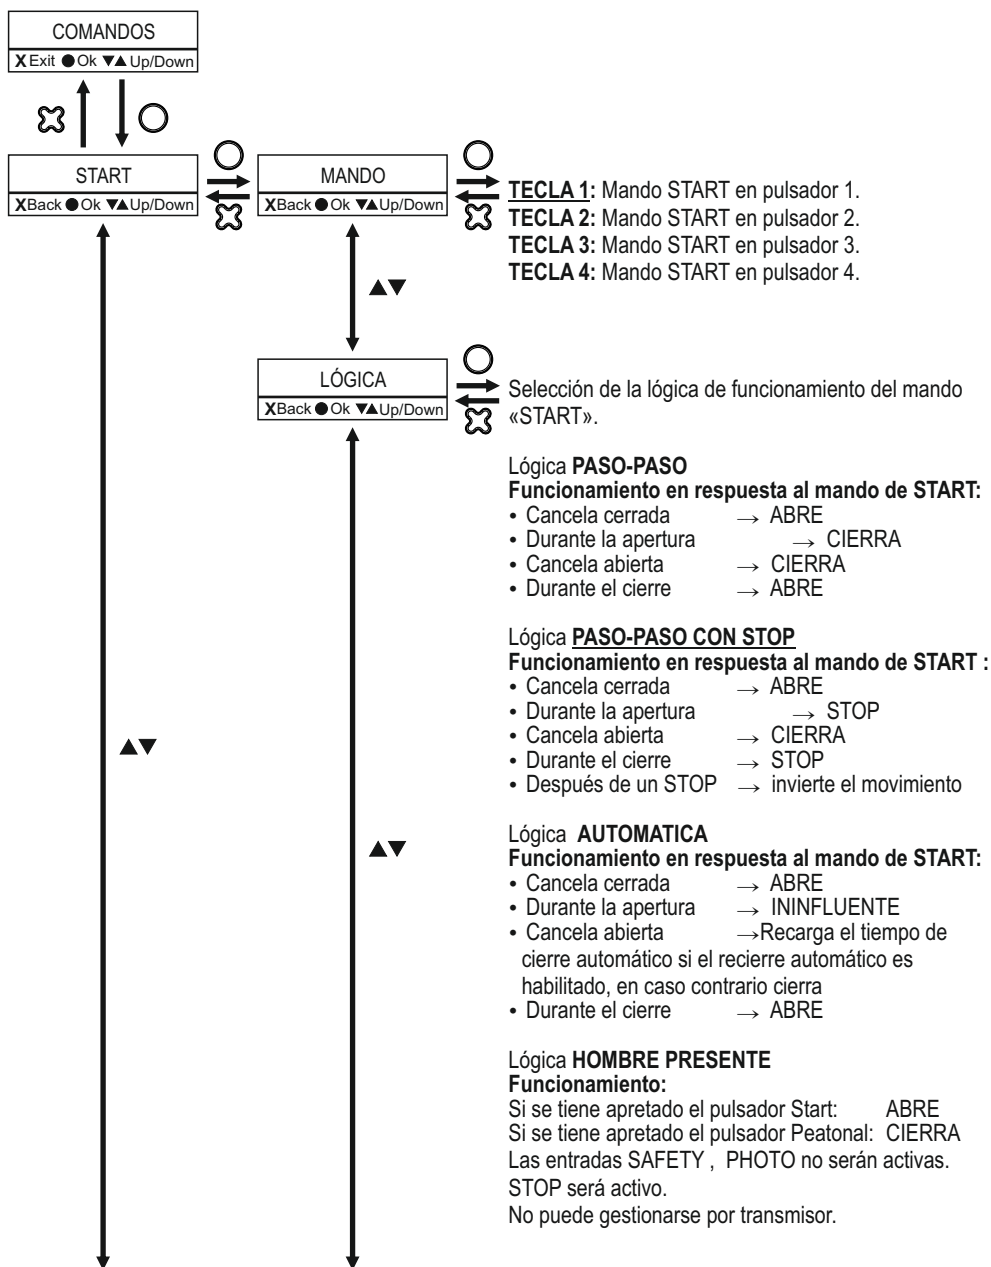 COMANDOS
X Exit ● Ok ▼▲ Up/Down
START
XBack ● Ok ▼▲Up/Down
MANDO
XBack ● Ok ▼▲Up/Down
TECLA 1: Mando START en pulsador 1.
TECLA 2: Mando START en pulsador 2.
TECLA 3: Mando START en pulsador 3.
TECLA 4: Mando START en pulsador 4.
▲▼
LÓGICA
XBack ● Ok ▼▲Up/Down
Selección de la lógica de funcionamiento del mando
«START».
Lógica PASO-PASO
Funcionamiento en respuesta al mando de START:
• Cancela cerrada → ABRE
• Durante la apertura → CIERRA
• Cancela abierta → CIERRA
• Durante el cierre → ABRE
Lógica PASO-PASO CON STOP
Funcionamiento en respuesta al mando de START :
• Cancela cerrada → ABRE
• Durante la apertura → STOP
• Cancela abierta → CIERRA
• Durante el cierre → STOP
• Después de un STOP → invierte el movimiento
▲▼
▲▼
Lógica AUTOMATICA
Funcionamiento en respuesta al mando de START:
• Cancela cerrada → ABRE
• Durante la apertura → ININFLUENTE
• Cancela abierta →Recarga el tiempo de
cierre automático si el recierre automático es
habilitado, en caso contrario cierra
• Durante el cierre → ABRE
Lógica HOMBRE PRESENTE
Funcionamiento:
Si se tiene apretado el pulsador Start: ABRE
Si se tiene apretado el pulsador Peatonal: CIERRA
Las entradas SAFETY , PHOTO no serán activas.
STOP será activo.
No puede gestionarse por transmisor.